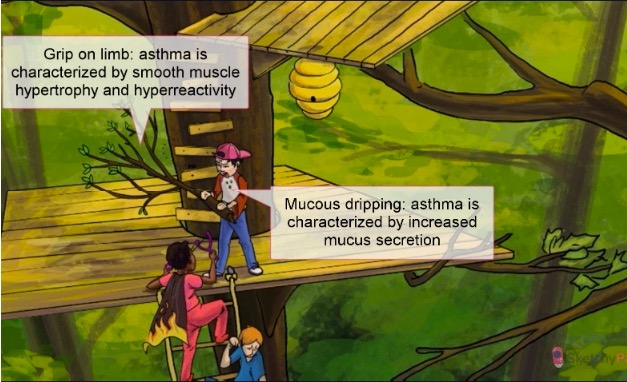 Grip on limb: asthma is
characterized by smooth muscle
hypertrophy and hyperreactivity
Mucous dripping: asthma is
characterized by increased
mucus secretion